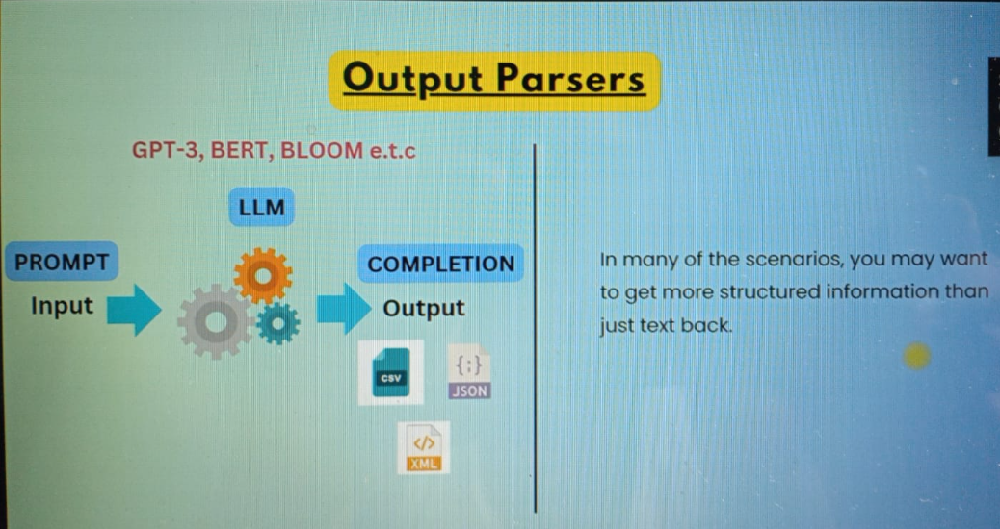 Output Parsers
GPT-3, BERT, BLOOM e.t.c
LLM
PROMPT
Input
COMPLETION
Output
CSV
{;}
JSON
</>
XML
In many of the scenarios, you may want
to get more structured information than
just text back.